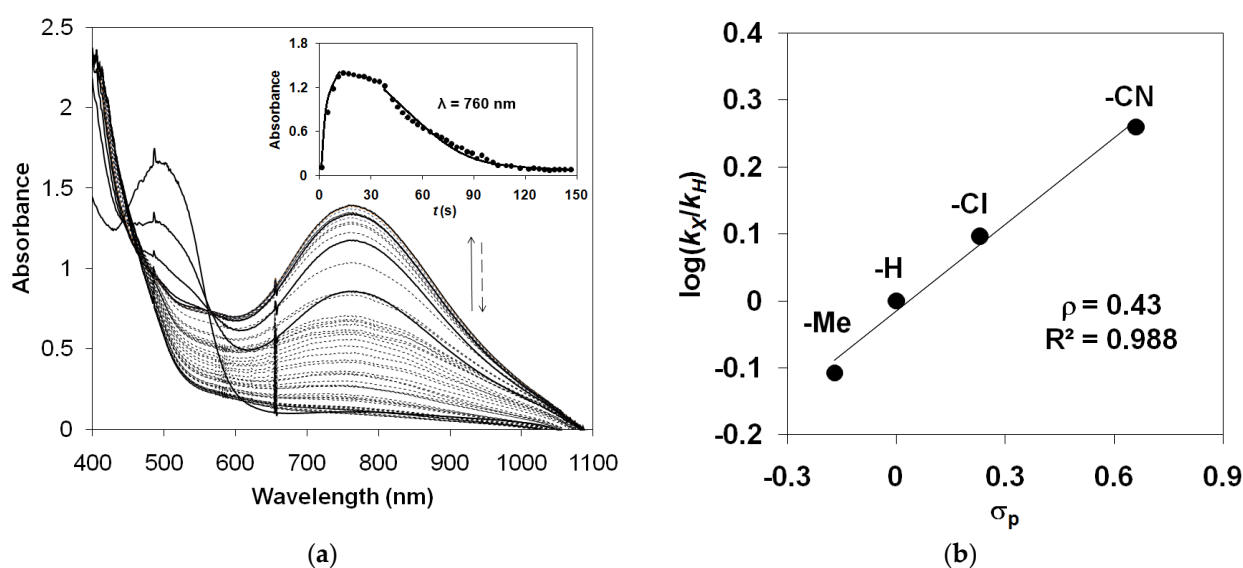 2.5
2
1.5
1
0.5
0
400 500 600 700 800 900 1000 1100
Absorbance
Wavelength (nm)
1.8
1.2
0.6
0
0 30 60 90 120 150
Absorbance
t (s)
λ = 760 nm
(a)
0.4
0.3
0.2
0.1
0
-0.1
-0.2
-0.3 0 0.3 0.6 0.9
log(kX/kH)
σp
-CN
-Cl
-H
-Me
ρ = 0.43
R² = 0.988
(b)